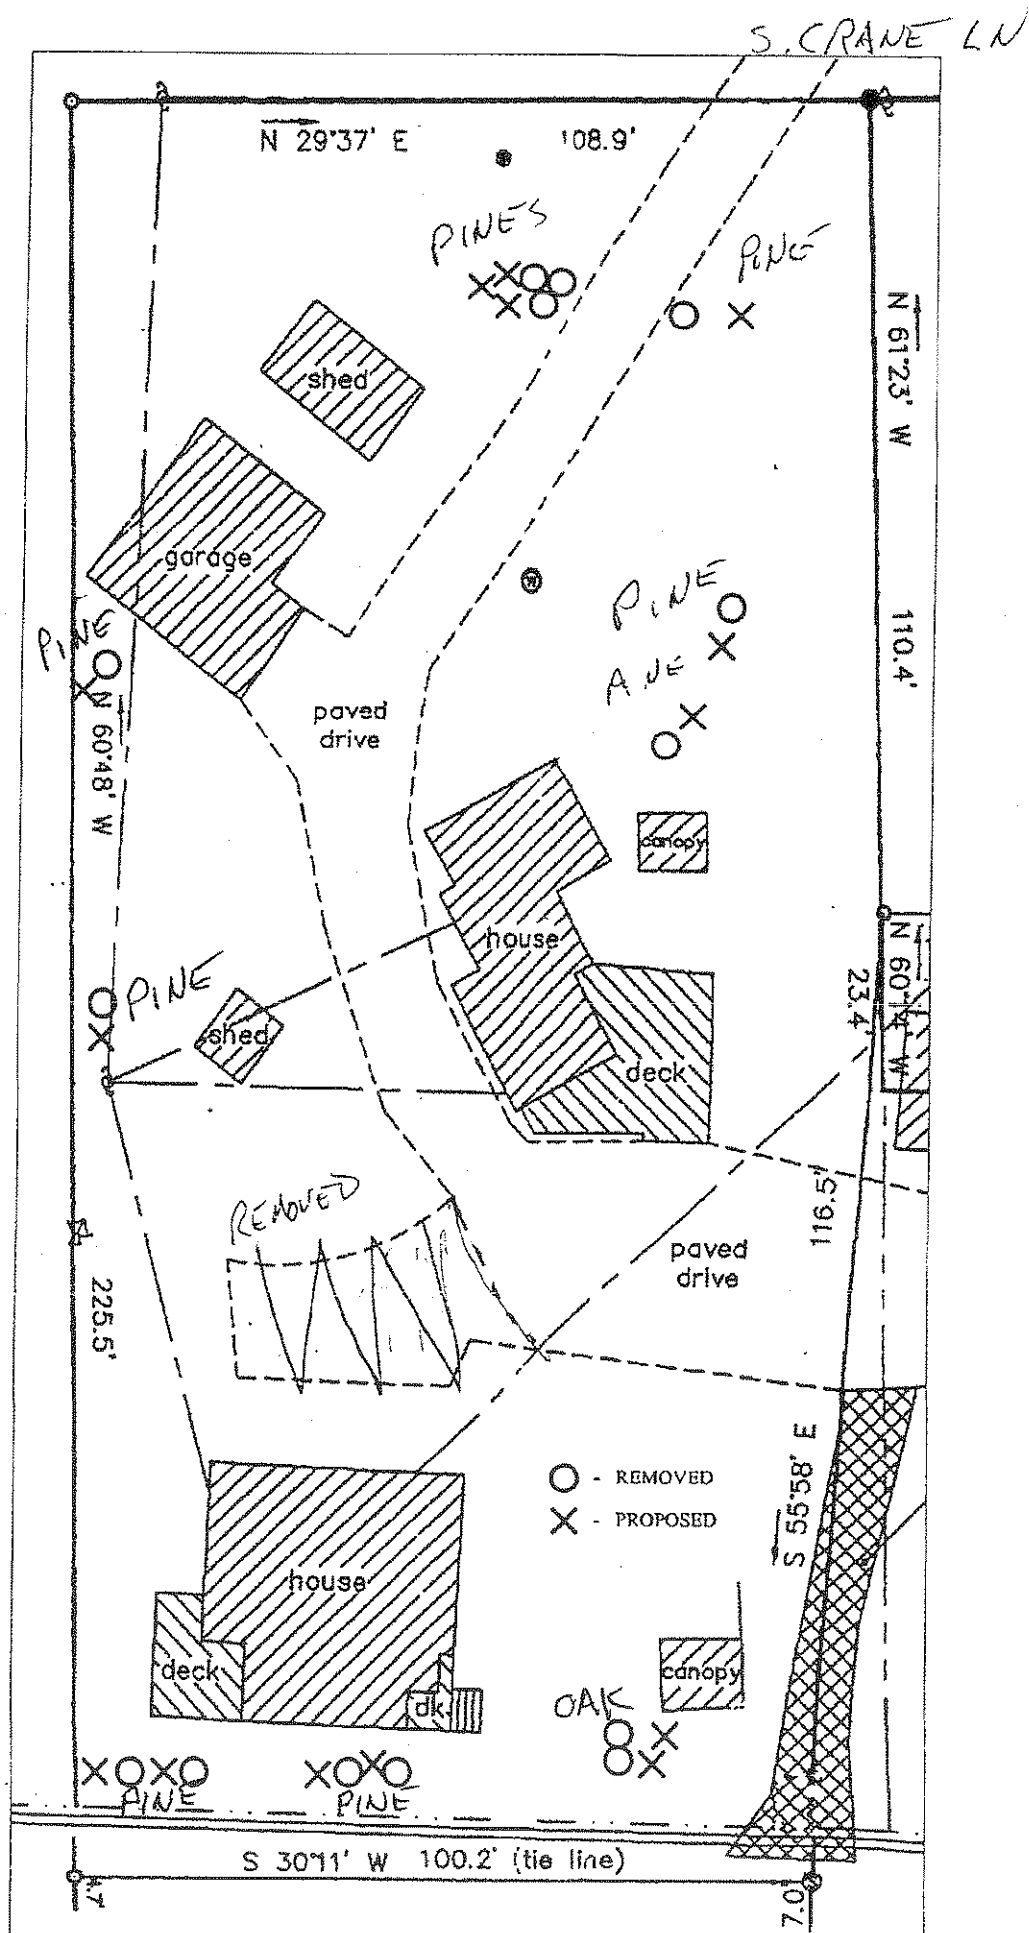 S. CRANE LN
N 29°37' E 108.9'
PINES
PINE
N 61°23' W
shed
garage
W
PINE
PINE
110.4'
paved
drive
N 60°48' W
canopy
house
N 60°14' W
23.4'
PINE
shed
deck
REMOVED
116.5'
paved
drive
225.5'
O - REMOVED
X - PROPOSED
S 55°58' E
house
deck
dk.
canopy
OAK
PINE
PINE
S 30°11' W 100.2' (tie line)
7.0'